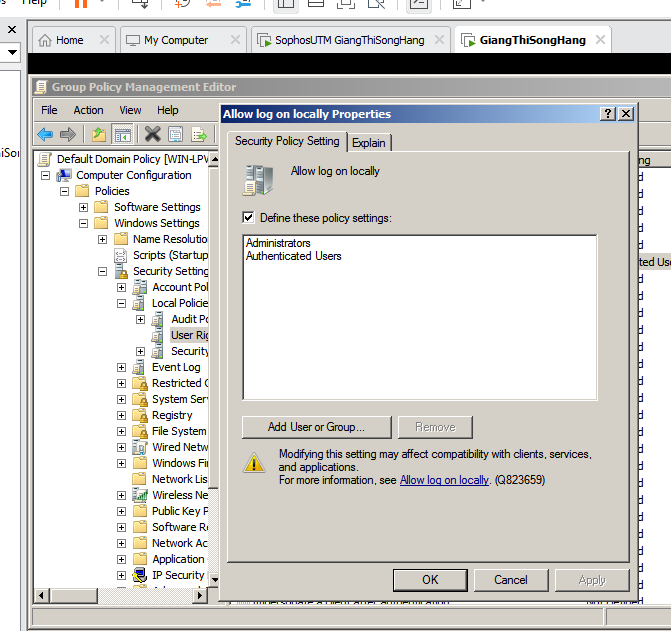 Help
Home
My Computer
SophosUTM GiangThiSongHang
GiangThiSongHang
Group Policy Management Editor
File Action View Help
Default Domain Policy [WIN-LPW
Computer Configuration
Policies
Software Settings
Windows Settings
Name Resolutio
Scripts (Startup
Security Setting
Account Pol
Local Policie
Audit Po
User Rig
Security
Event Log
Restricted G
System Serv
Registry
File System
Wired Netw
Windows Fir
Network Lis
Wireless Ne
Public Key P
Software Re
Network Ac
Application
IP Security
Allow log on locally Properties
Security Policy Setting Explain
Allow log on locally
Define these policy settings:
Administrators
Authenticated Users
Add User or Group... Remove
Modifying this setting may affect compatibility with clients, services,
and applications.
For more information, see Allow log on locally. (Q823659)
OK Cancel Apply
ted Use